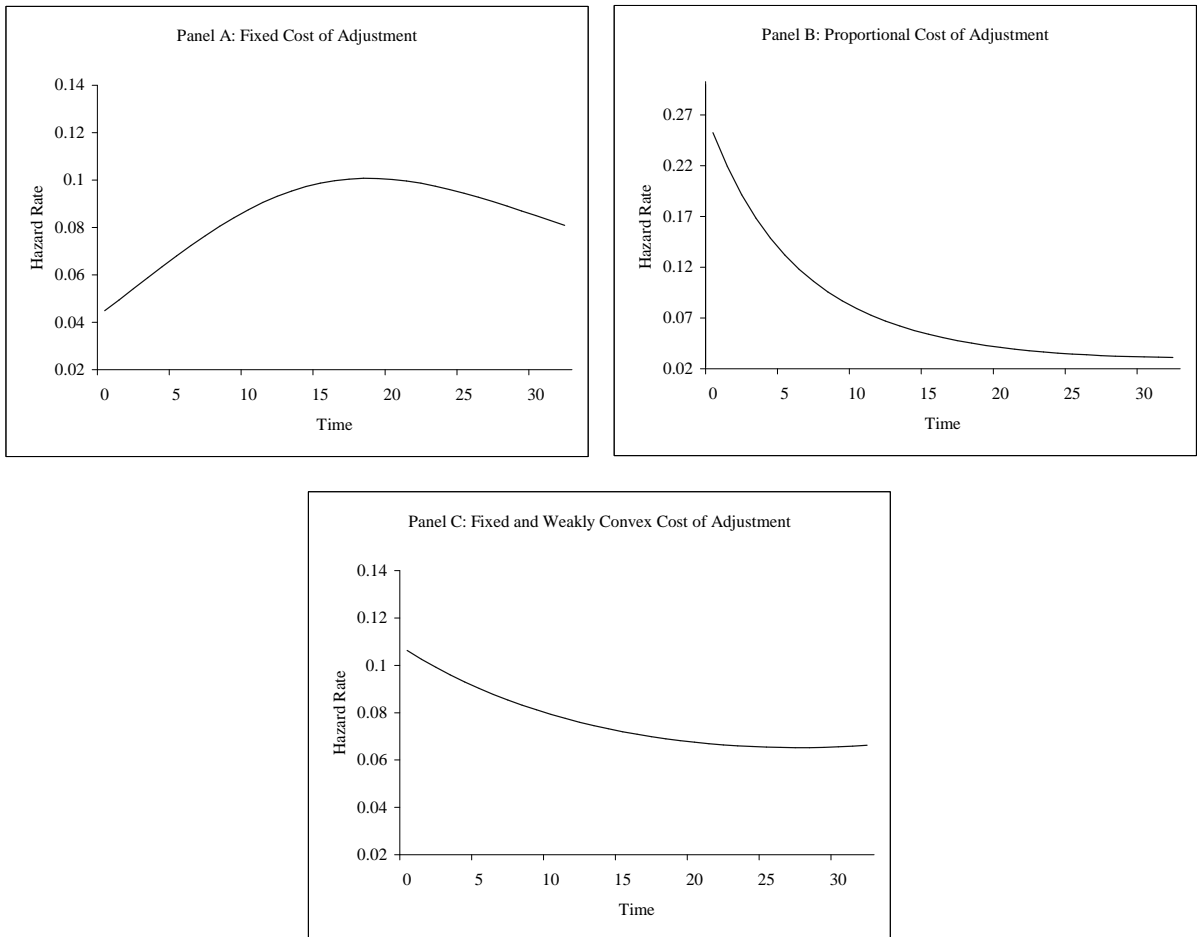 Panel A: Fixed Cost of Adjustment
0.14
0.12
0.1
0.08
0.06
0.04
0.02
Hazard Rate
0 5 10 15 20 25 30
Time
Panel B: Proportional Cost of Adjustment
0.27
0.22
0.17
0.12
0.07
0.02
Hazard Rate
0 5 10 15 20 25 30
Time
Panel C: Fixed and Weakly Convex Cost of Adjustment
0.14
0.12
0.1
0.08
0.06
0.04
0.02
Hazard Rate
0 5 10 15 20 25 30
Time